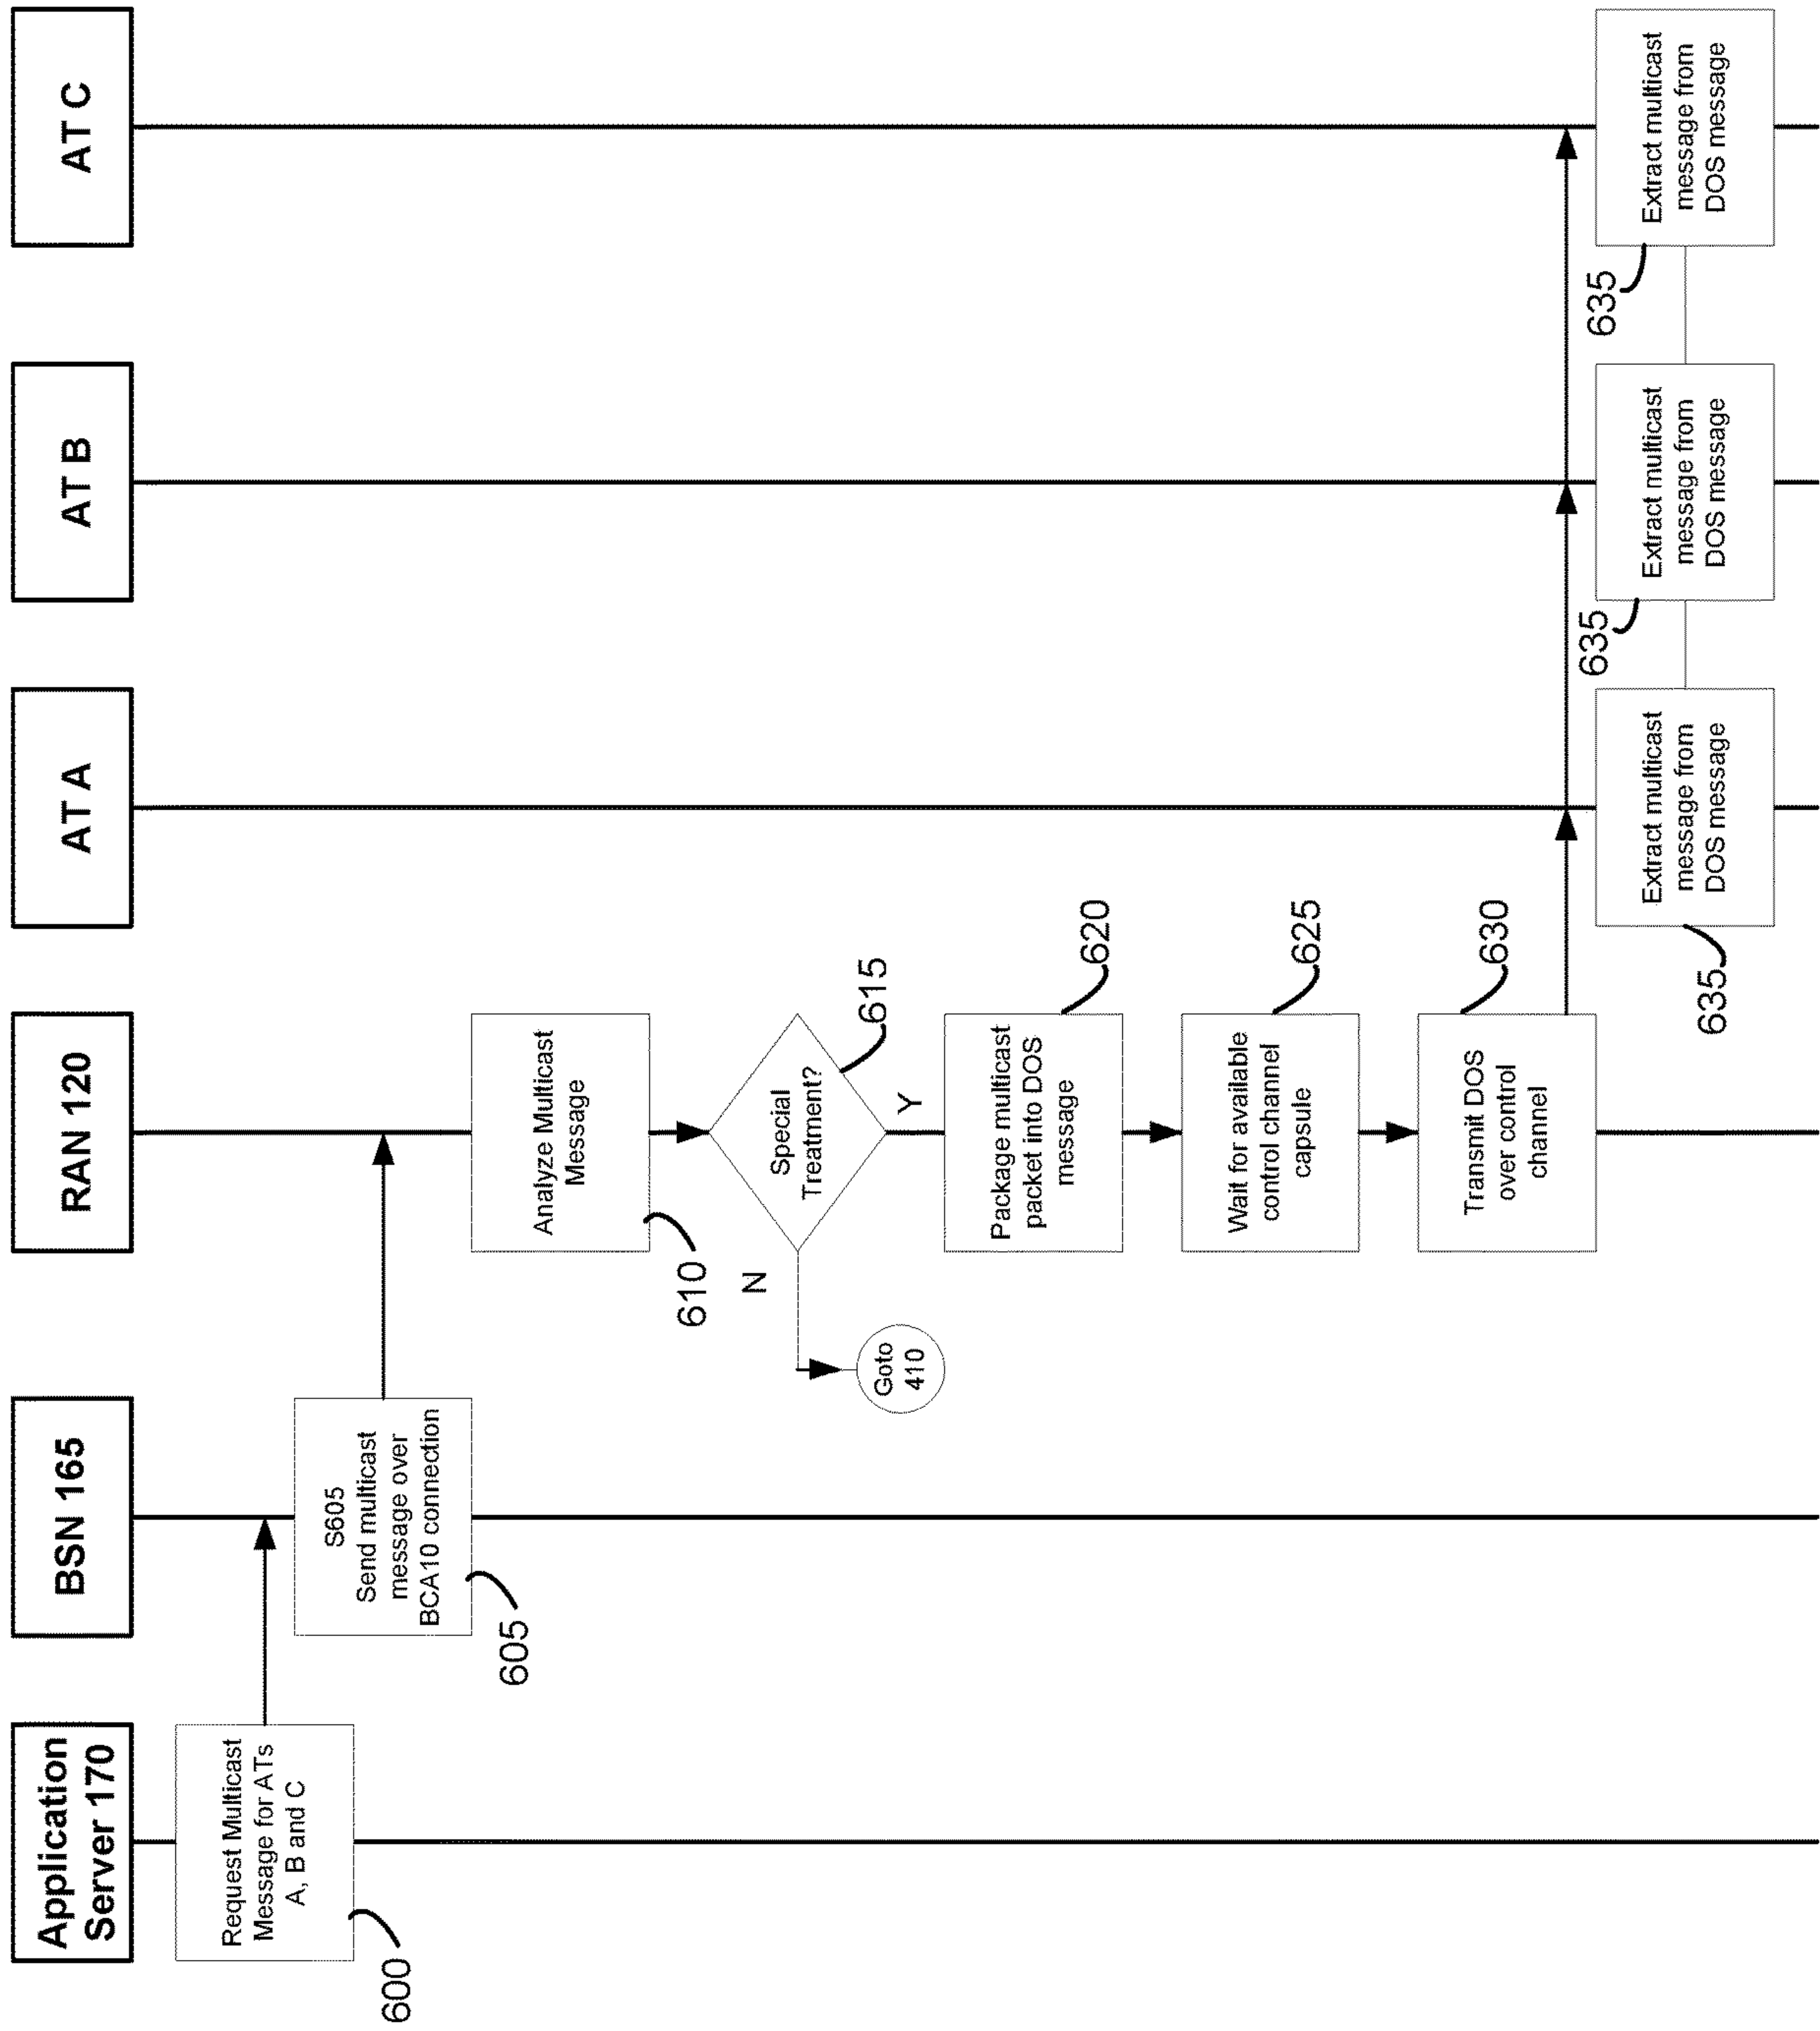 Application
Server 170
BSN 165
RAN 120
AT A
AT B
AT C
Request Multicast
Message for ATs
A, B and C
600
S605
Send multicast
message over
BCA10 connection
605
Analyze Multicast
Message
610
Special
Treatment?
615
N
Goto
410
Y
Package multicast
packet into DOS
message
620
Wait for available
control channel
capsule
625
Transmit DOS
over control
channel
630
Extract multicast
message from
DOS message
635
Extract multicast
message from
DOS message
635
Extract multicast
message from
DOS message
635